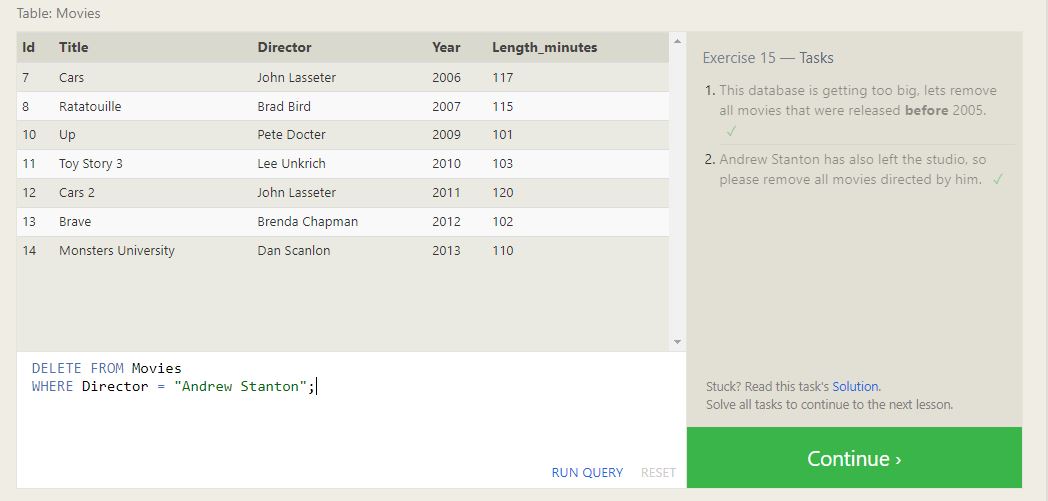 Table: Movies
Id Title Director Year Length_minutes
7 Cars John Lasseter 2006 117
8 Ratatouille Brad Bird 2007 115
10 Up Pete Docter 2009 101
11 Toy Story 3 Lee Unkrich 2010 103
12 Cars 2 John Lasseter 2011 120
13 Brave Brenda Chapman 2012 102
14 Monsters University Dan Scanlon 2013 110
DELETE FROM Movies
WHERE Director = "Andrew Stanton";
RUN QUERY RESET
Exercise 15 — Tasks
1. This database is getting too big, lets remove
all movies that were released before 2005.
✓
2. Andrew Stanton has also left the studio, so
please remove all movies directed by him. ✓
Stuck? Read this task's Solution.
Solve all tasks to continue to the next lesson.
Continue ›